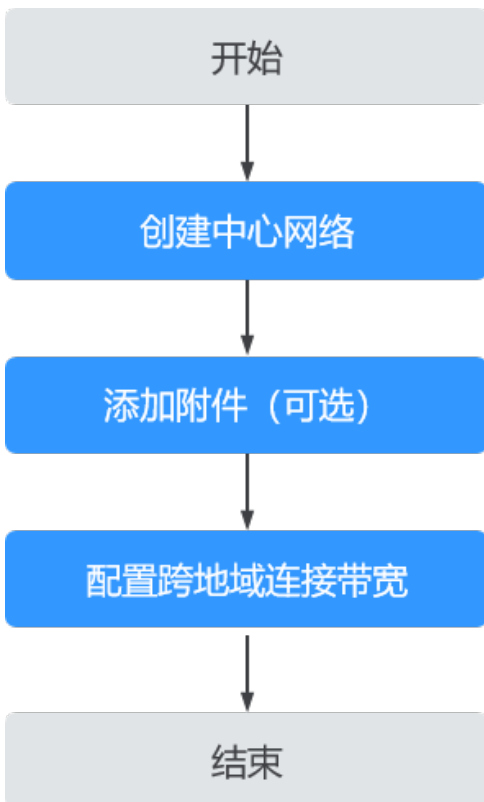 开始
创建中心网络
添加附件（可选）
配置跨地域连接带宽
结束